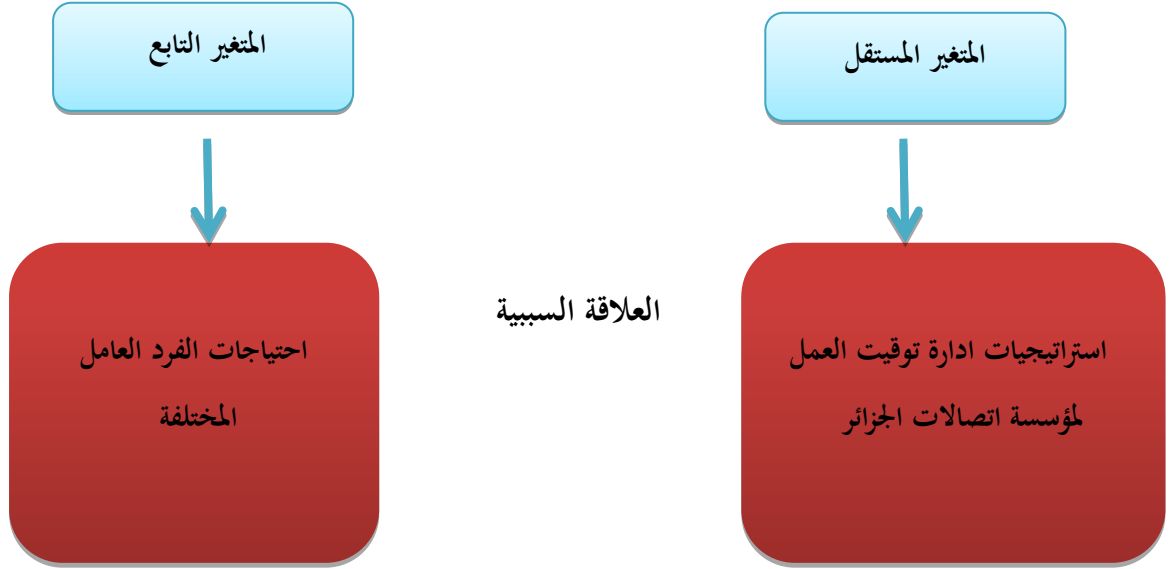 المتغير المستقل
المتغير التابع
استراتيجيات ادارة توقيت العمل
لمؤسسة اتصالات الجزائر
العلاقة السببية
احتياجات الفرد العامل
المختلفة